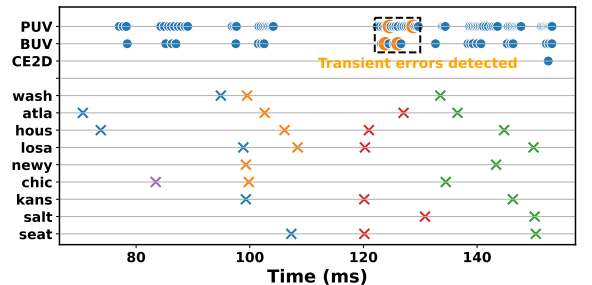 PUV
BUV
CE2D
Transient errors detected
wash
atla
hous
losa
newy
chic
kans
salt
seat
80 100 120 140
Time (ms)